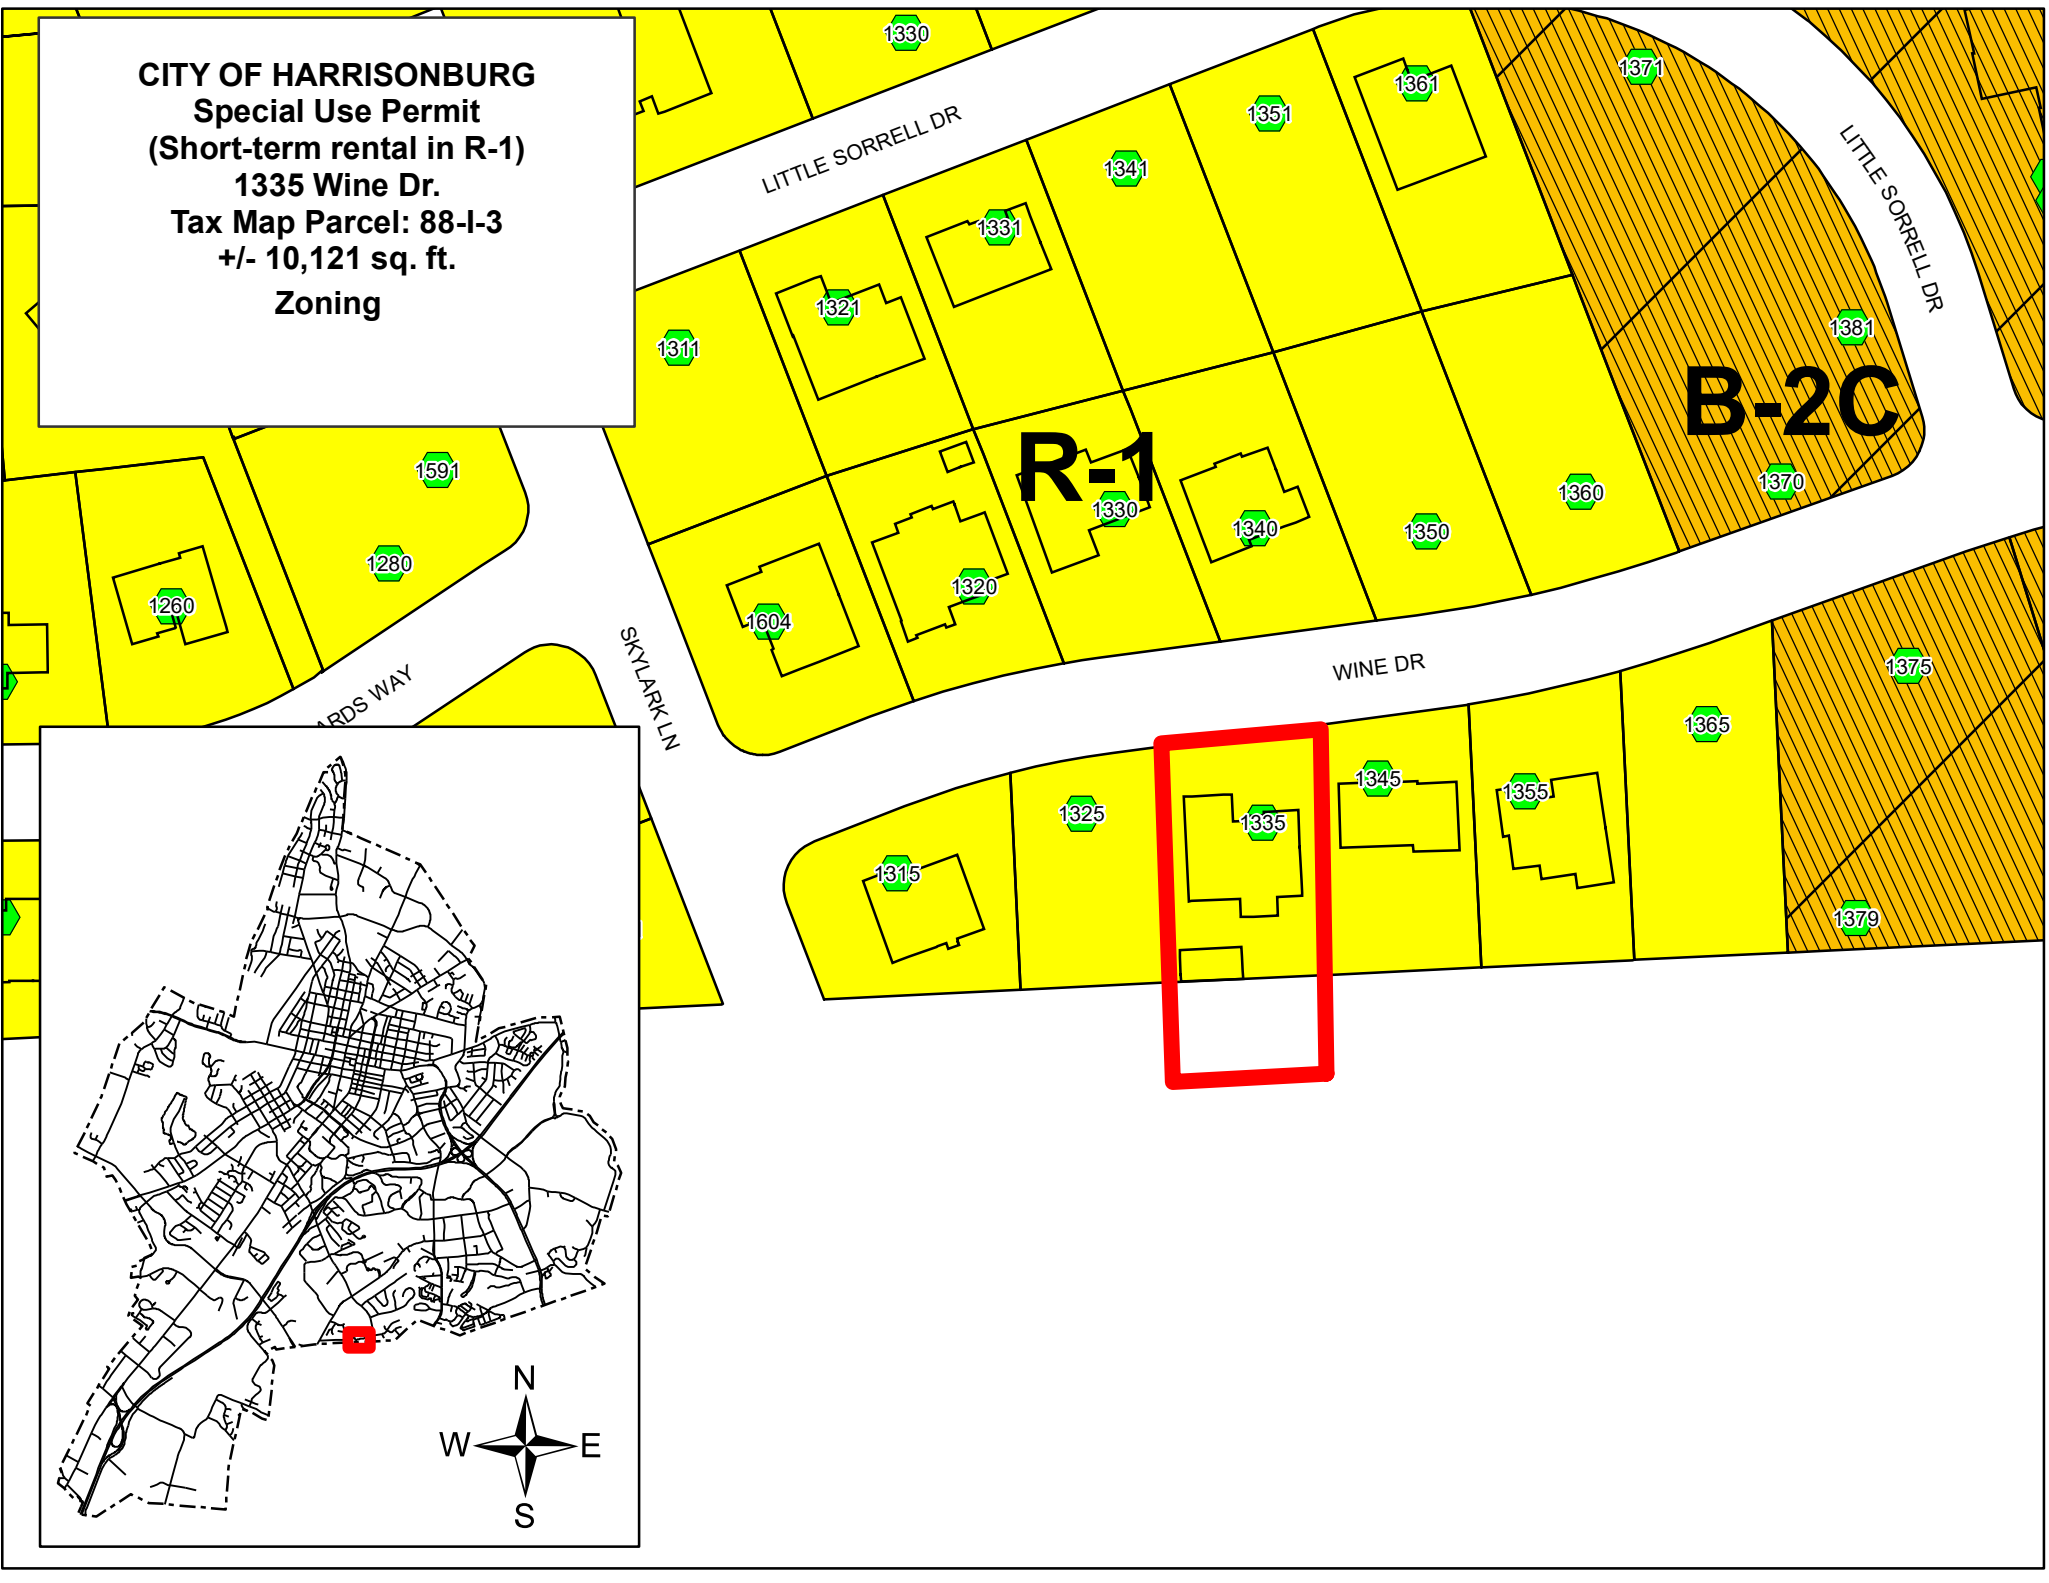 CITY OF HARRISONBURG
Special Use Permit
(Short-term rental in R-1)
1335 Wine Dr.
Tax Map Parcel: 88-I-3
+/- 10,121 sq. ft.
Zoning
1330
1371
1361
1351
LITTLE SORRELL DR
LITTLE SORRELL DR
1341
1331
1321
1311
1381
B-2C
R-1
1591
1370
1360
1330
1340
1350
1280
1320
1260
1604
SKYLARK LN
WINE DR
1375
ARDS WAY
1365
1345
1355
1325
1335
1315
1379
N
W E
S